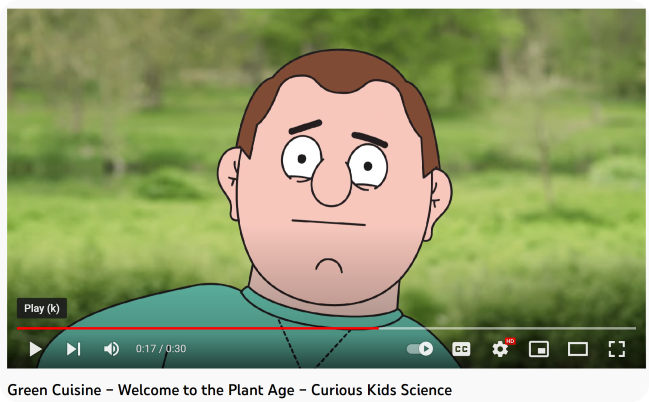 Play (k)
0:17 / 0:30
CC
HD
Green Cuisine – Welcome to the Plant Age – Curious Kids Science